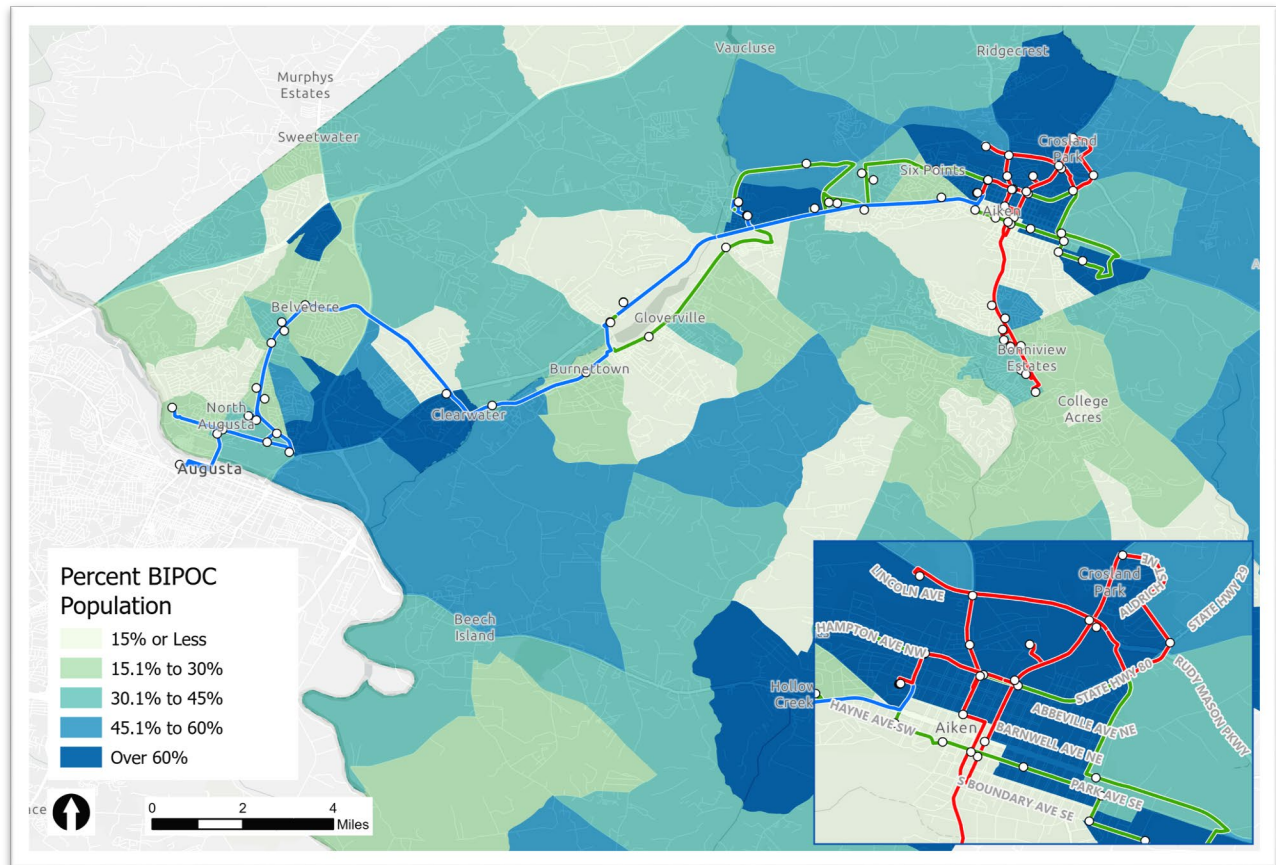 Vaucluse
Ridgecrest
Murphys
Estates
Sweetwater
Crosland
Park
Six Points
Aiken
Belvedere
Gloverville
Bonniview
Estates
Burnettown
College
Acres
North
Augusta
Clearwater
Augusta
Percent BIPOC
Population
15% or Less
15.1% to 30%
30.1% to 45%
45.1% to 60%
Over 60%
0 2 4
Miles
Beech
Island
Hollow
Creek
LINCOLN AVE
Crosland
Park
ALDRICH ST NE
STATE HWY 29
HAMPTON AVE NW
STATE HWY 80
RUDY MASON PKWY
HAYNE AVE SW
Aiken
ABBEVILLE AVE NE
BARNWELL AVE NE
PARK AVE SE
S BOUNDARY AVE SE